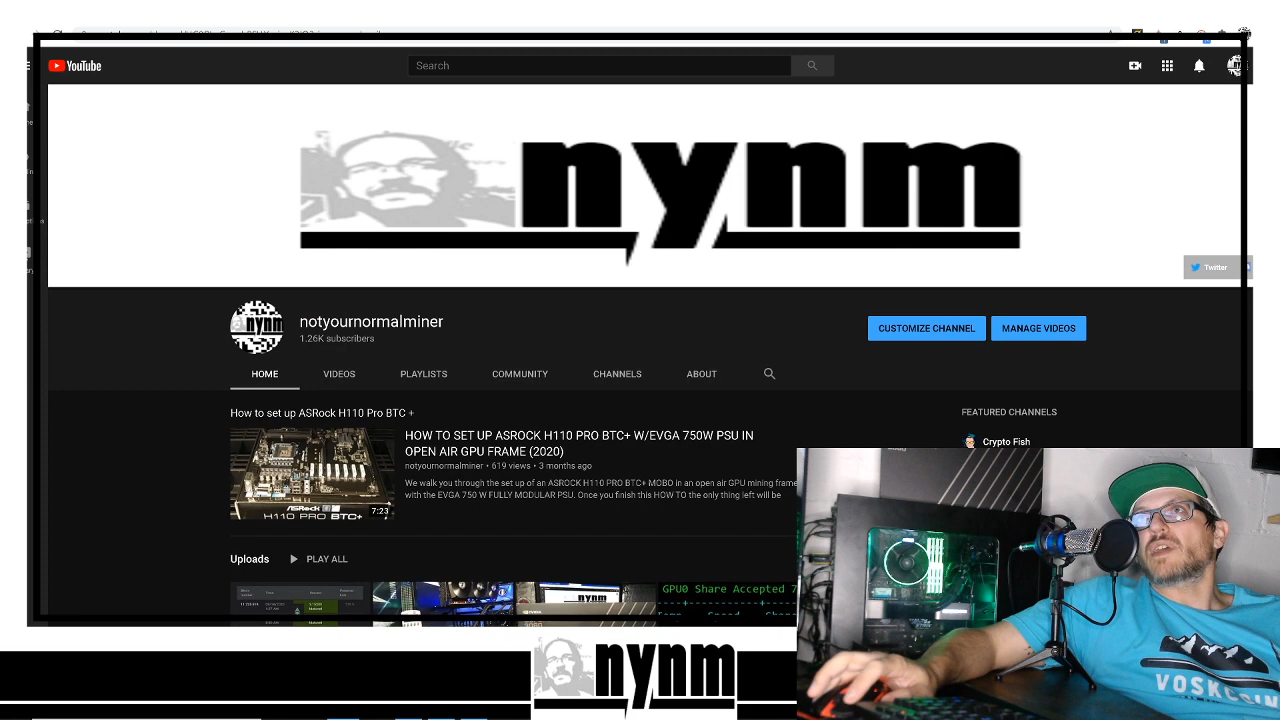 YouTube
Search
nynm
Twitter
nynm
notyournormalminer
1.26K subscribers
CUSTOMIZE CHANNEL
MANAGE VIDEOS
HOME
VIDEOS
PLAYLISTS
COMMUNITY
CHANNELS
ABOUT
How to set up ASRock H110 Pro BTC +
FEATURED CHANNELS
HOW TO SET UP ASROCK H110 PRO BTC+ W/EVGA 750W PSU IN
OPEN AIR GPU FRAME (2020)
notyournormalminer • 619 views • 3 months ago
Crypto Fish
We walk you through the set up of an ASROCK H110 PRO BTC+ MOBO in an open air GPU mining frame
with the EVGA 750 W FULLY MODULAR PSU. Once you finish this HOW TO the only thing left will be
ASRock
H110 PRO BTC+
7:23
Uploads
PLAY ALL
GPU0 Share Accepted 7
nynm
VOSKCOIN